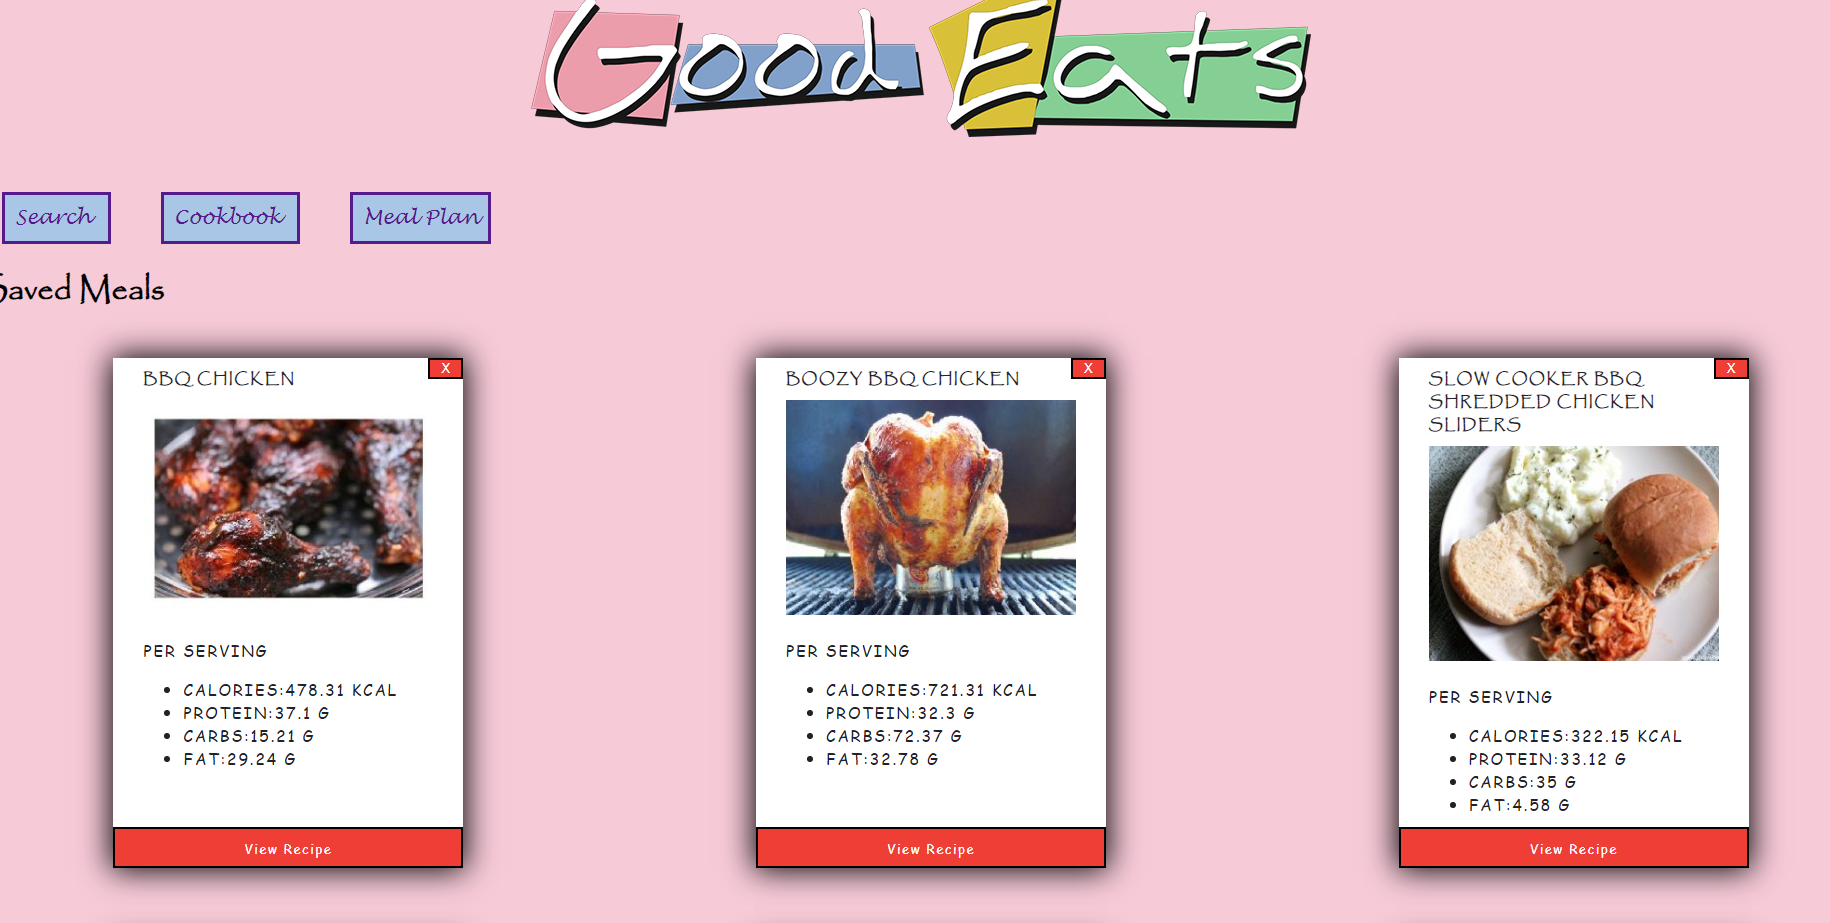 Good Eats
Search
Cookbook
Meal Plan
Saved Meals
BBQ CHICKEN
X
PER SERVING
CALORIES:478.31 KCAL
PROTEIN:37.1 G
CARBS:15.21 G
FAT:29.24 G
View Recipe
BOOZY BBQ CHICKEN
X
PER SERVING
CALORIES:721.31 KCAL
PROTEIN:32.3 G
CARBS:72.37 G
FAT:32.78 G
View Recipe
SLOW COOKER BBQ
SHREDDED CHICKEN
SLIDERS
X
PER SERVING
CALORIES:322.15 KCAL
PROTEIN:33.12 G
CARBS:35 G
FAT:4.58 G
View Recipe